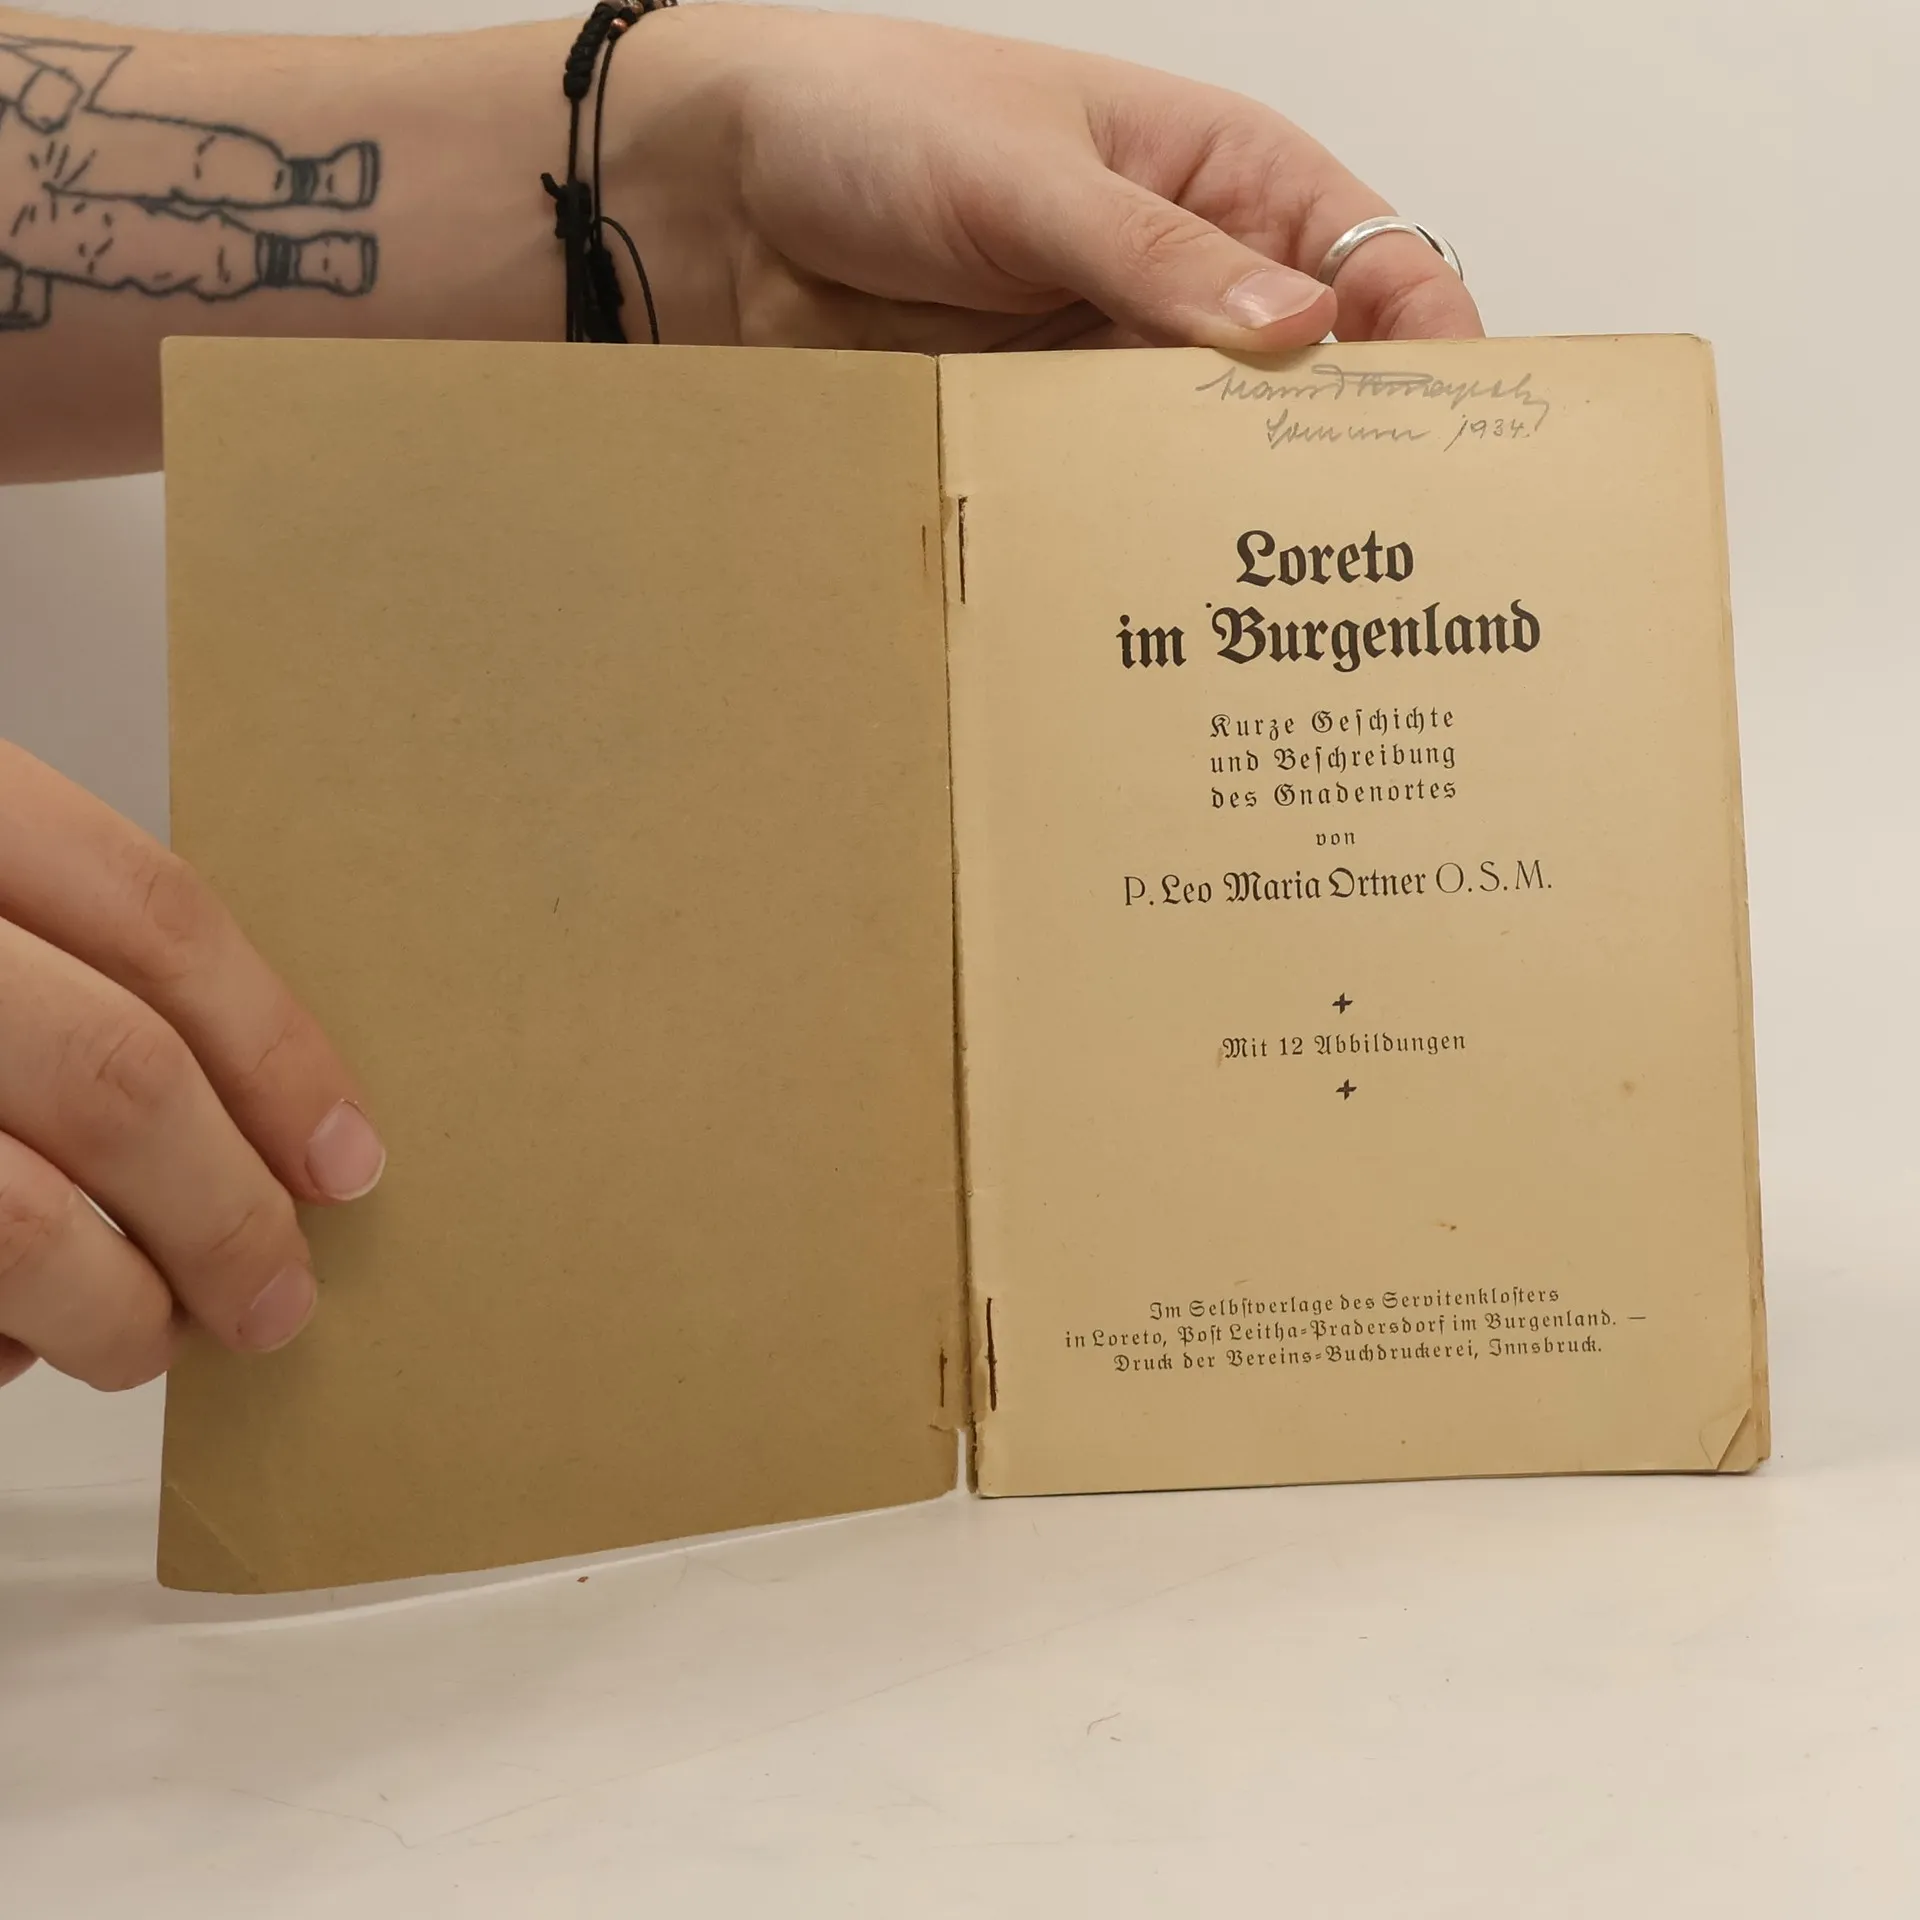 Sommer 1934.
Loreto
im Burgenland
Kurze Geſchichte
und Beſchreibung
des Gnadenortes
von
P. Leo Maria Ortner O. S. M.
Mit 12 Abbildungen
Im Selbſtverlage des Servitenkloſters
in Loreto, Poſt Leitha-Pradersdorf im Burgenland. —
Druck der Vereins-Buchdruckerei, Innsbruck.